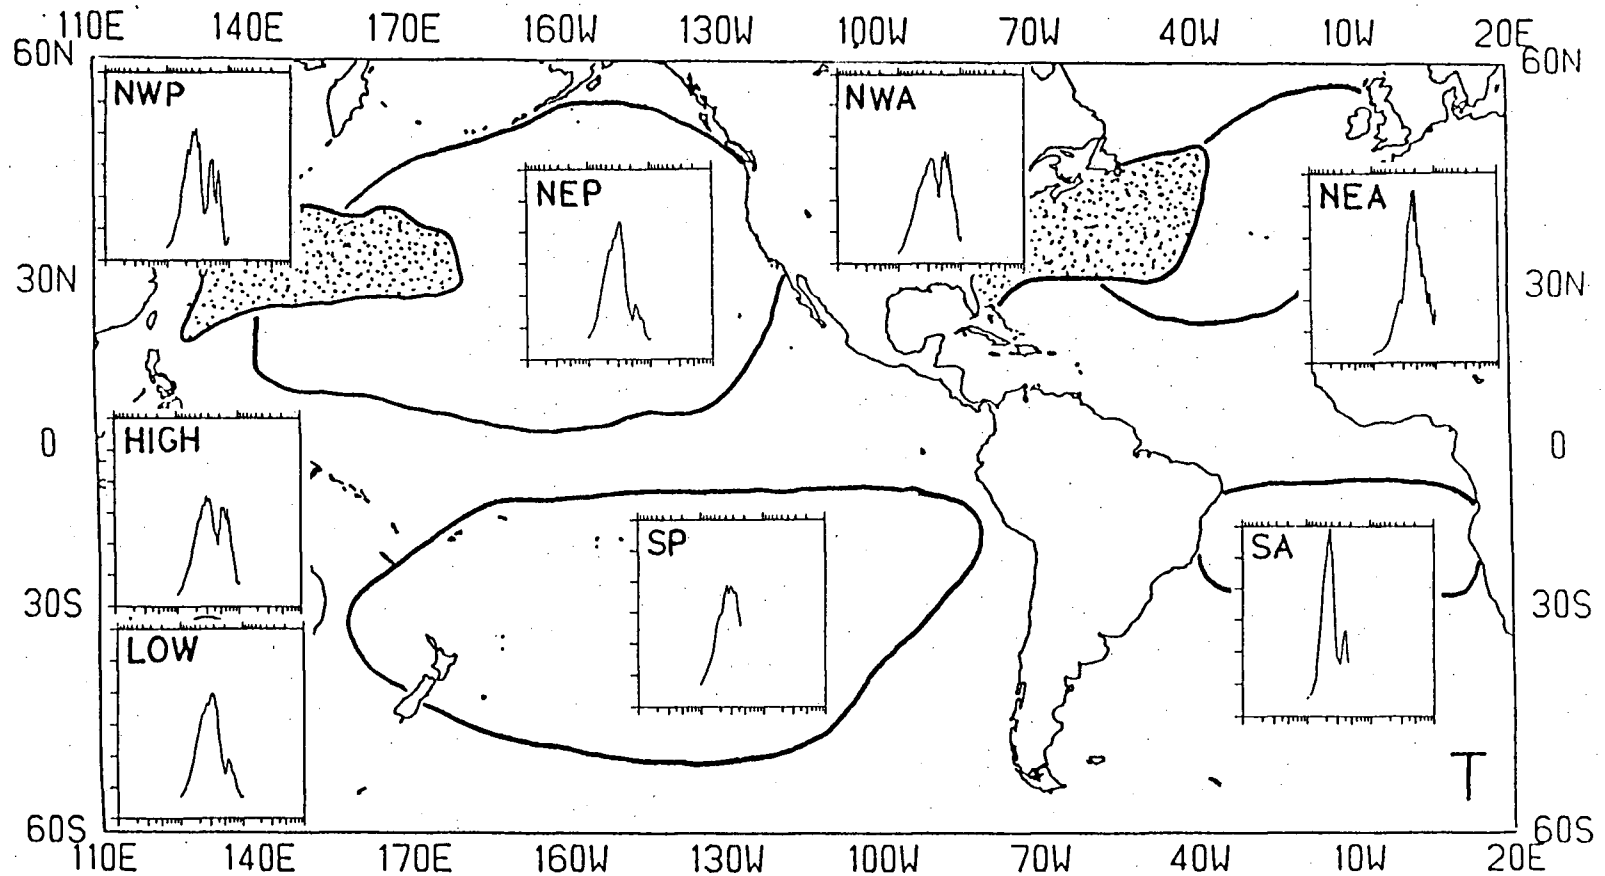 110E 140E 170E 160W 130W 100W 70W 40W 10W 20E
60N 60N
NWP NWA
NEP NEA
30N 30N
HIGH
0 0
SP SA
30S 30S
LOW
T
60S 60S
110E 140E 170E 160W 130W 100W 70W 40W 10W 20E